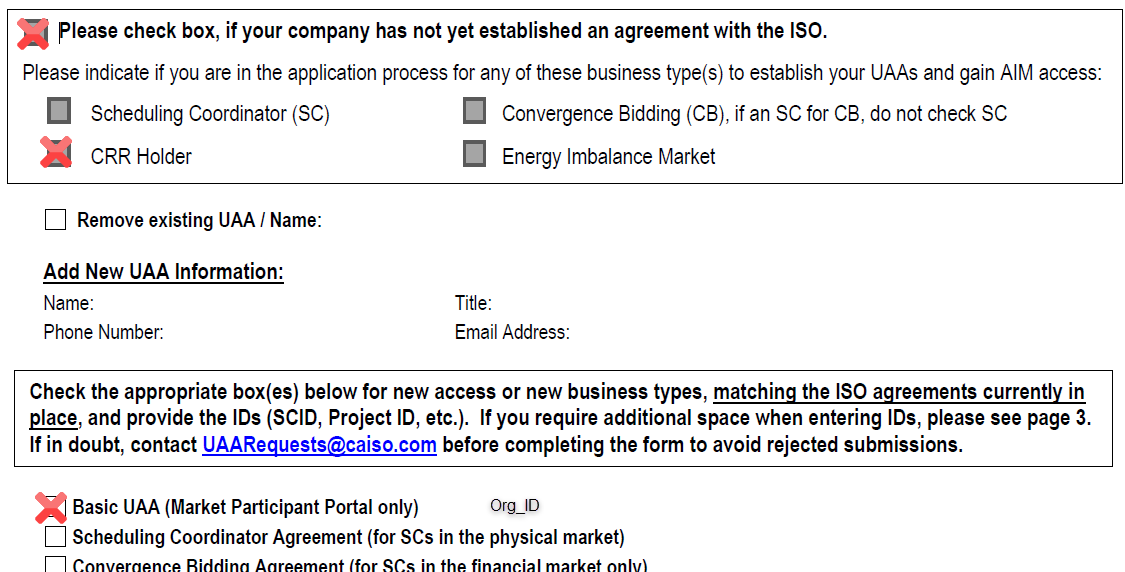 Please check box, if your company has not yet established an agreement with the ISO.
Please indicate if you are in the application process for any of these business type(s) to establish your UAAs and gain AIM access:
Scheduling Coordinator (SC) Convergence Bidding (CB), if an SC for CB, do not check SC
CRR Holder Energy Imbalance Market
Remove existing UAA / Name:
Add New UAA Information:
Name: Title:
Phone Number: Email Address:
Check the appropriate box(es) below for new access or new business types, matching the ISO agreements currently in
place, and provide the IDs (SCID, Project ID, etc.). If you require additional space when entering IDs, please see page 3.
If in doubt, contact UAARequests@caiso.com before completing the form to avoid rejected submissions.
Basic UAA (Market Participant Portal only) Org_ID
Scheduling Coordinator Agreement (for SCs in the physical market)
Convergence Bidding Agreement (for SCs in the financial market only)